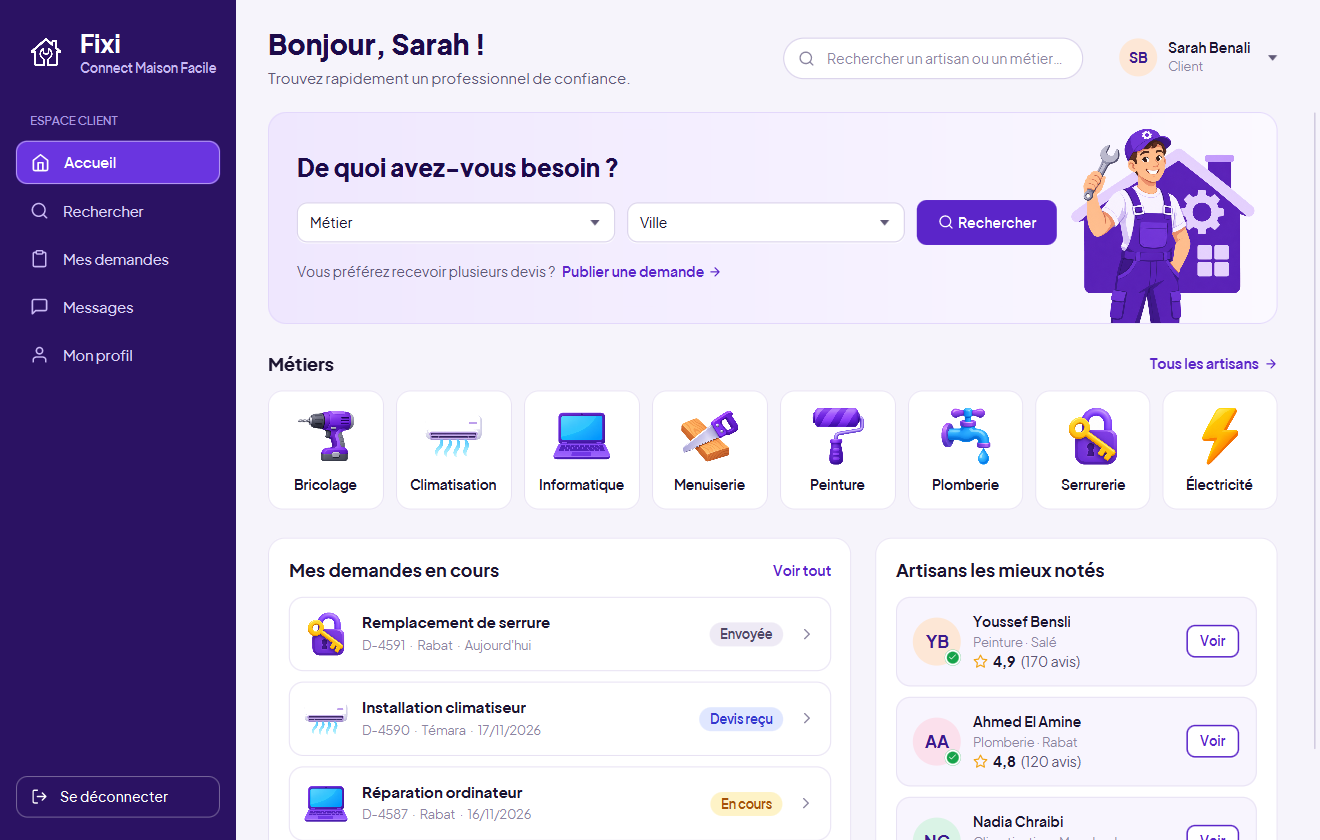 Fixi
Connect Maison Facile
ESPACE CLIENT
Accueil
Rechercher
Mes demandes
Messages
Mon profil
Se déconnecter
Bonjour, Sarah !
Trouvez rapidement un professionnel de confiance.
Rechercher un artisan ou un métier...
SB
Sarah Benali
Client
De quoi avez-vous besoin ?
Métier
Ville
Rechercher
Vous préférez recevoir plusieurs devis ? Publier une demande →
Métiers
Tous les artisans →
Bricolage
Climatisation
Informatique
Menuiserie
Peinture
Plomberie
Serrurerie
Électricité
Mes demandes en cours
Voir tout
Remplacement de serrure
D-4591 · Rabat · Aujourd'hui
Envoyée
Installation climatiseur
D-4590 · Témara · 17/11/2026
Devis reçu
Réparation ordinateur
D-4587 · Rabat · 16/11/2026
En cours
Artisans les mieux notés
YB
Youssef Bensli
Peinture · Salé
4,9 (170 avis)
Voir
AA
Ahmed El Amine
Plomberie · Rabat
4,8 (120 avis)
Voir
Nadia Chraibi